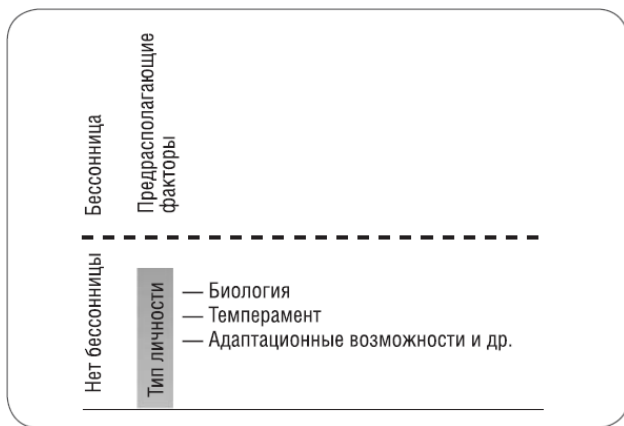 Бессонница
Предрасполагающие
факторы
Нет бессонницы
Тип личности
— Биология
— Темперамент
— Адаптационные возможности и др.